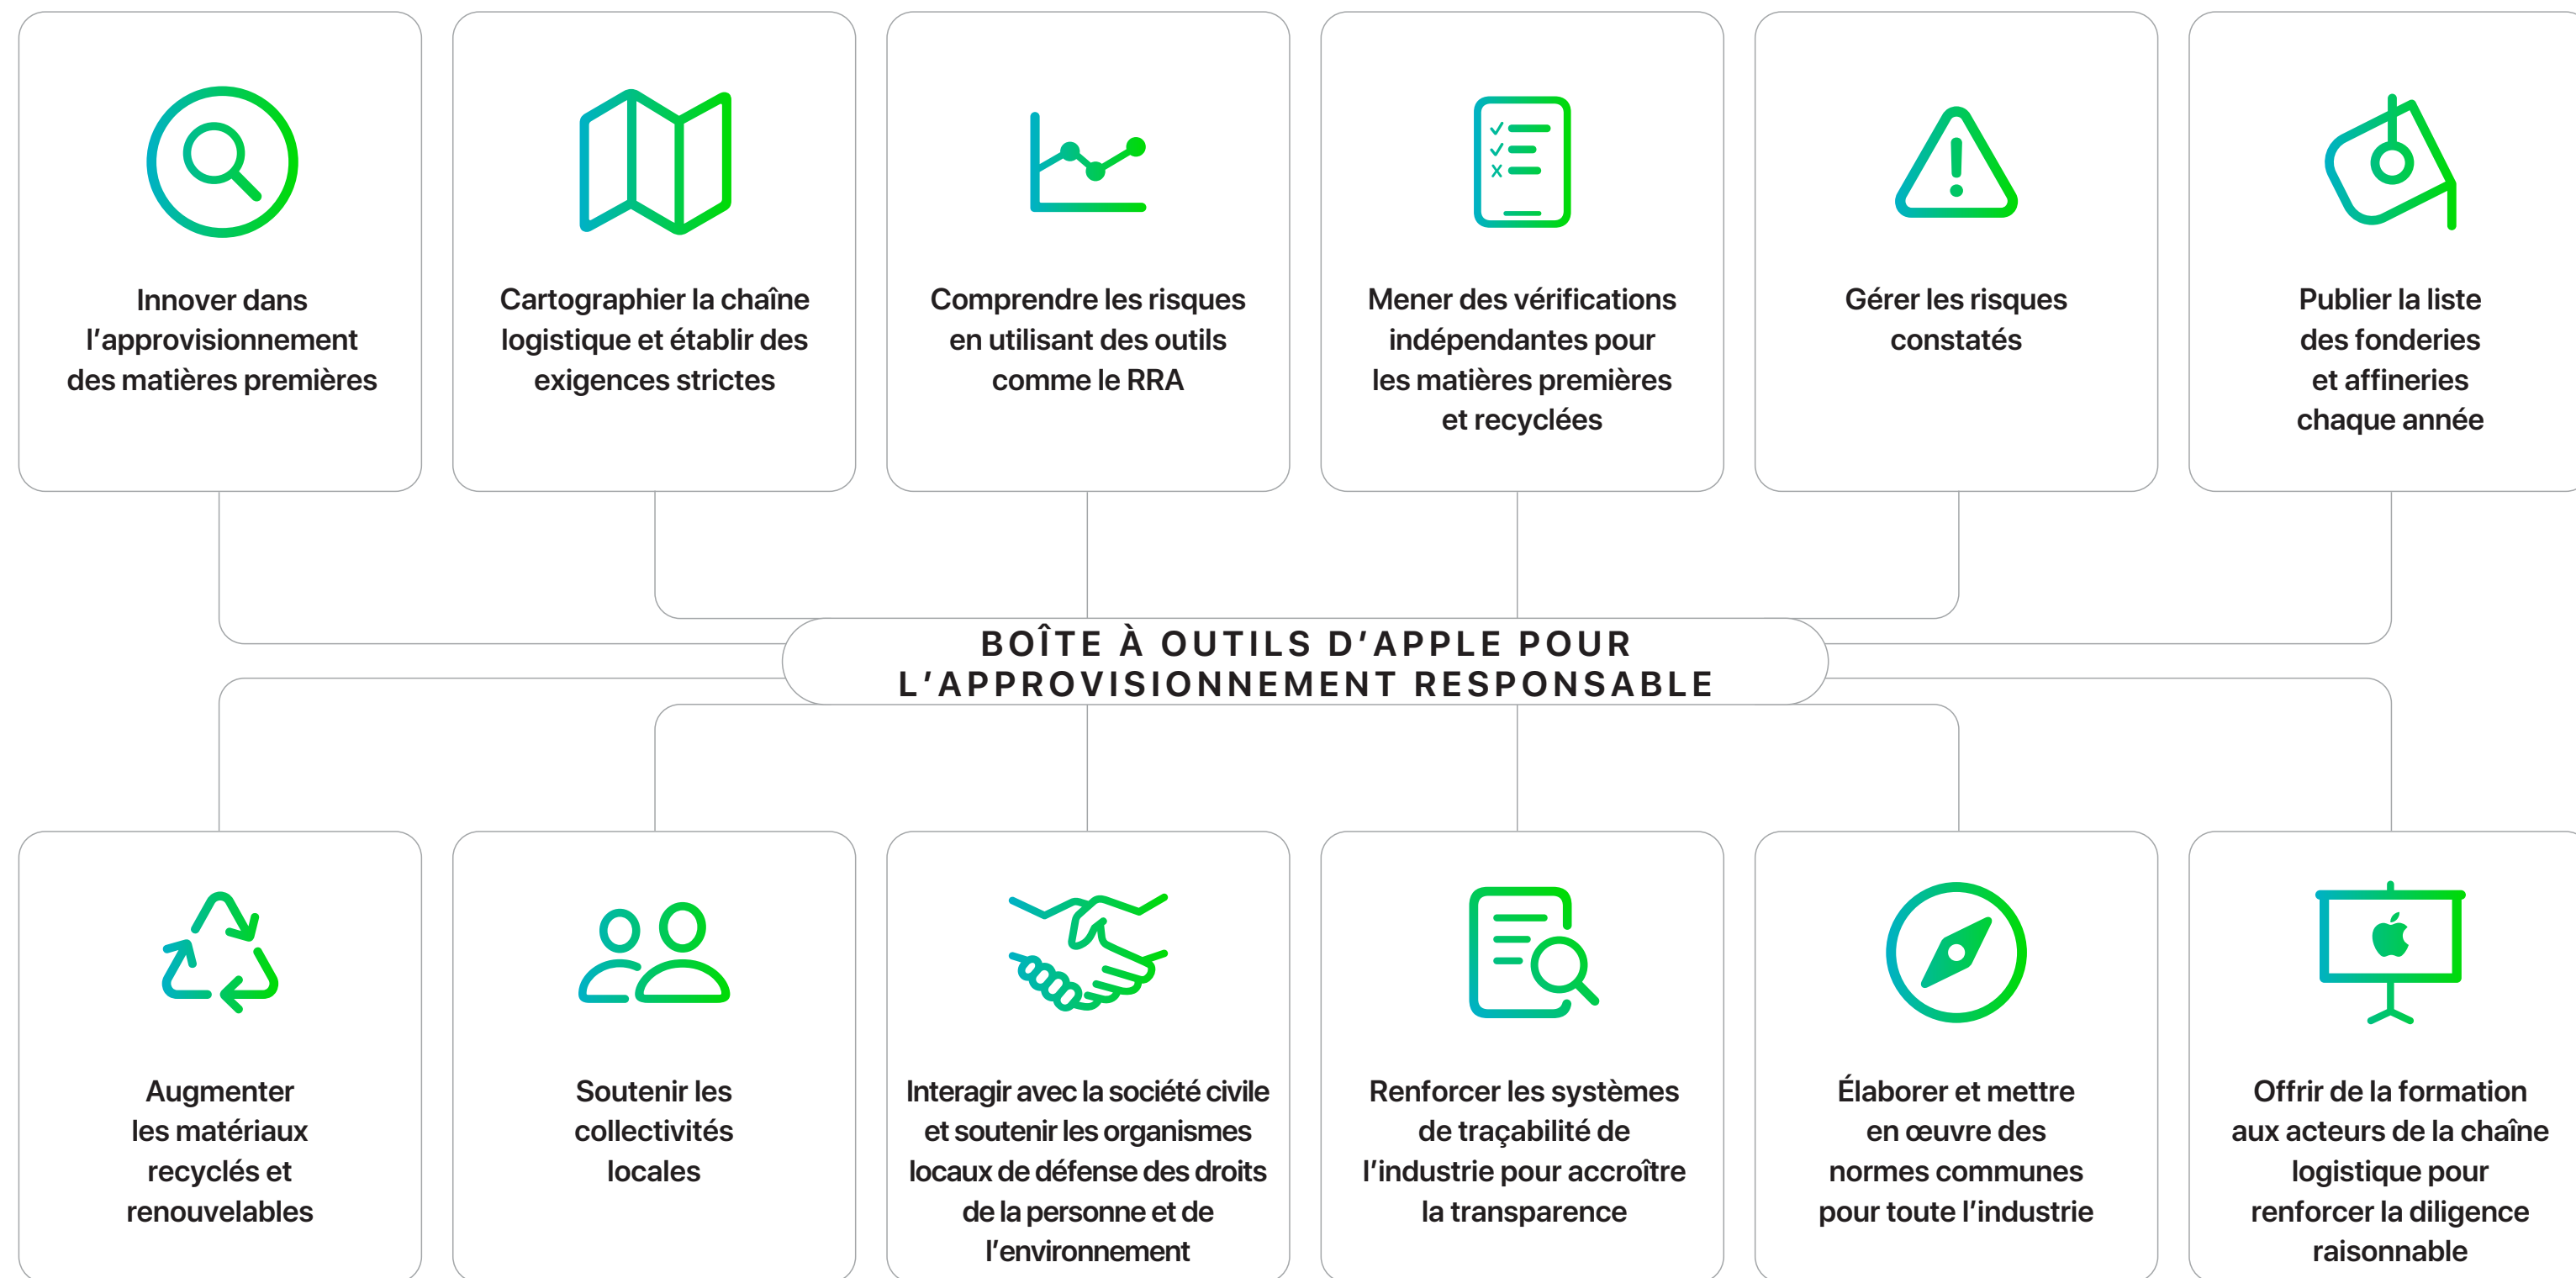 Innover dans
l’approvisionnement
des matières premières
Cartographier la chaîne
logistique et établir des
exigences strictes
Comprendre les risques
en utilisant des outils
comme le RRA
Mener des vérifications
indépendantes pour
les matières premières
et recyclées
Gérer les risques
constatés
Publier la liste
des fonderies
et affineries
chaque année
BOÎTE À OUTILS D’APPLE POUR
L’APPROVISIONNEMENT RESPONSABLE
Augmenter
les matériaux
recyclés et
renouvelables
Soutenir les
collectivités
locales
Interagir avec la société civile
et soutenir les organismes
locaux de défense des droits
de la personne et de
l’environnement
Renforcer les systèmes
de traçabilité de
l’industrie pour accroître
la transparence
Élaborer et mettre
en œuvre des
normes communes
pour toute l’industrie
Offrir de la formation
aux acteurs de la chaîne
logistique pour
renforcer la diligence
raisonnable